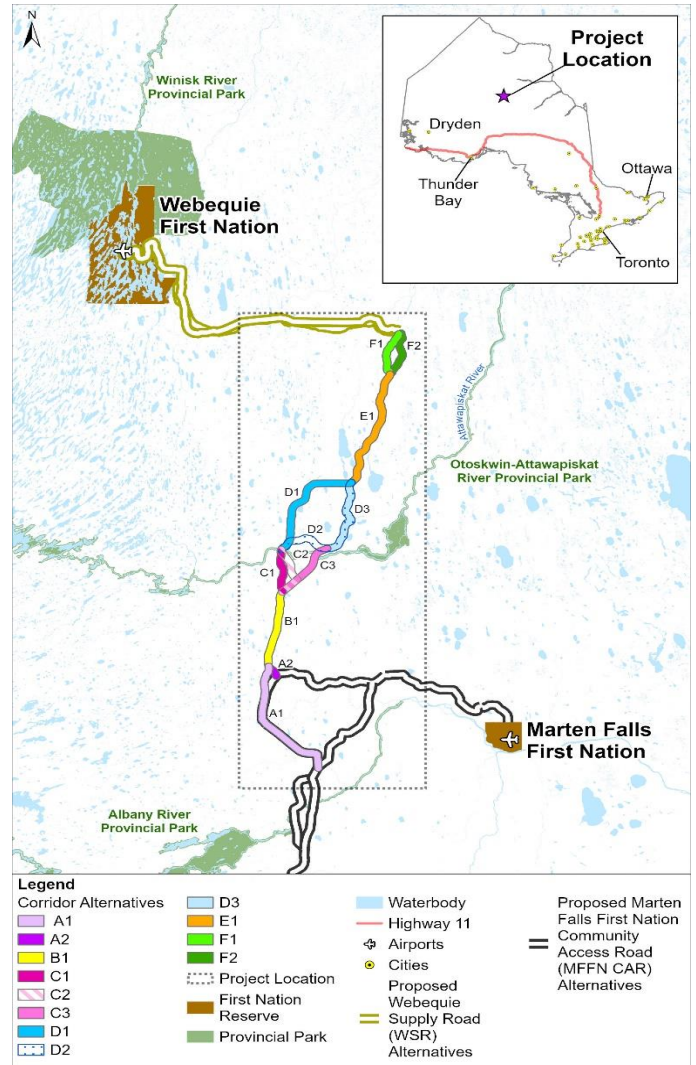 N
Winisk River
Provincial Park
Project
Location
Dryden
Thunder
Bay
Ottawa
Toronto
Webequie
First Nation
F1
F2
E1
Attawapiskat River
Otoskwin-Attawapiskat
River Provincial Park
D1
D3
D2
C2
C1
C3
B1
A2
A1
Marten Falls
First Nation
Albany River
Provincial Park
Legend
Corridor Alternatives
A1
A2
B1
C1
C2
C3
D1
D2
D3
E1
F1
F2
Project Location
First Nation
Reserve
Provincial Park
Waterbody
Highway 11
Airports
Cities
Proposed
Webequie
Supply Road
(WSR)
Alternatives
Proposed Marten
Falls First Nation
Community
Access Road
(MFFN CAR)
Alternatives